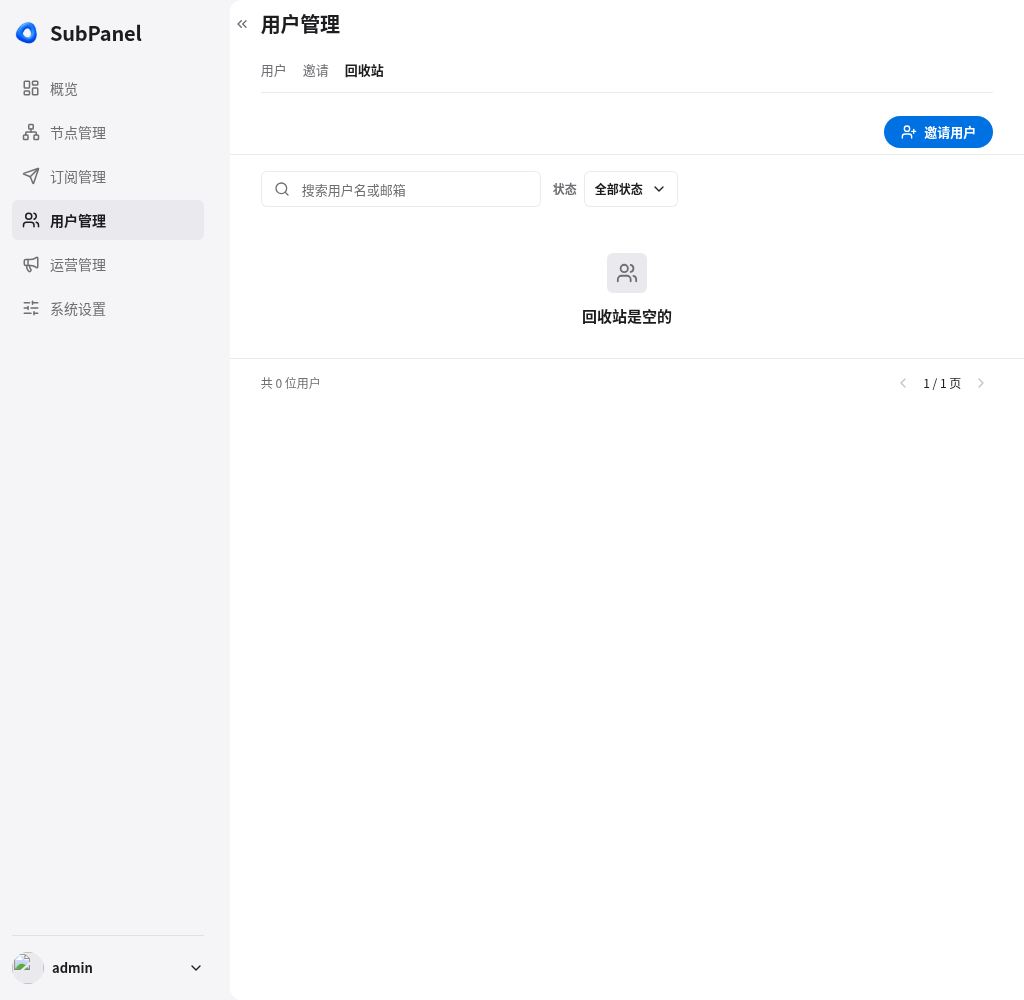 SubPanel
概览
节点管理
订阅管理
用户管理
运营管理
系统设置
admin
用户管理
用户 邀请 回收站
邀请用户
搜索用户名或邮箱 状态 全部状态
回收站是空的
共 0 位用户 1 / 1 页